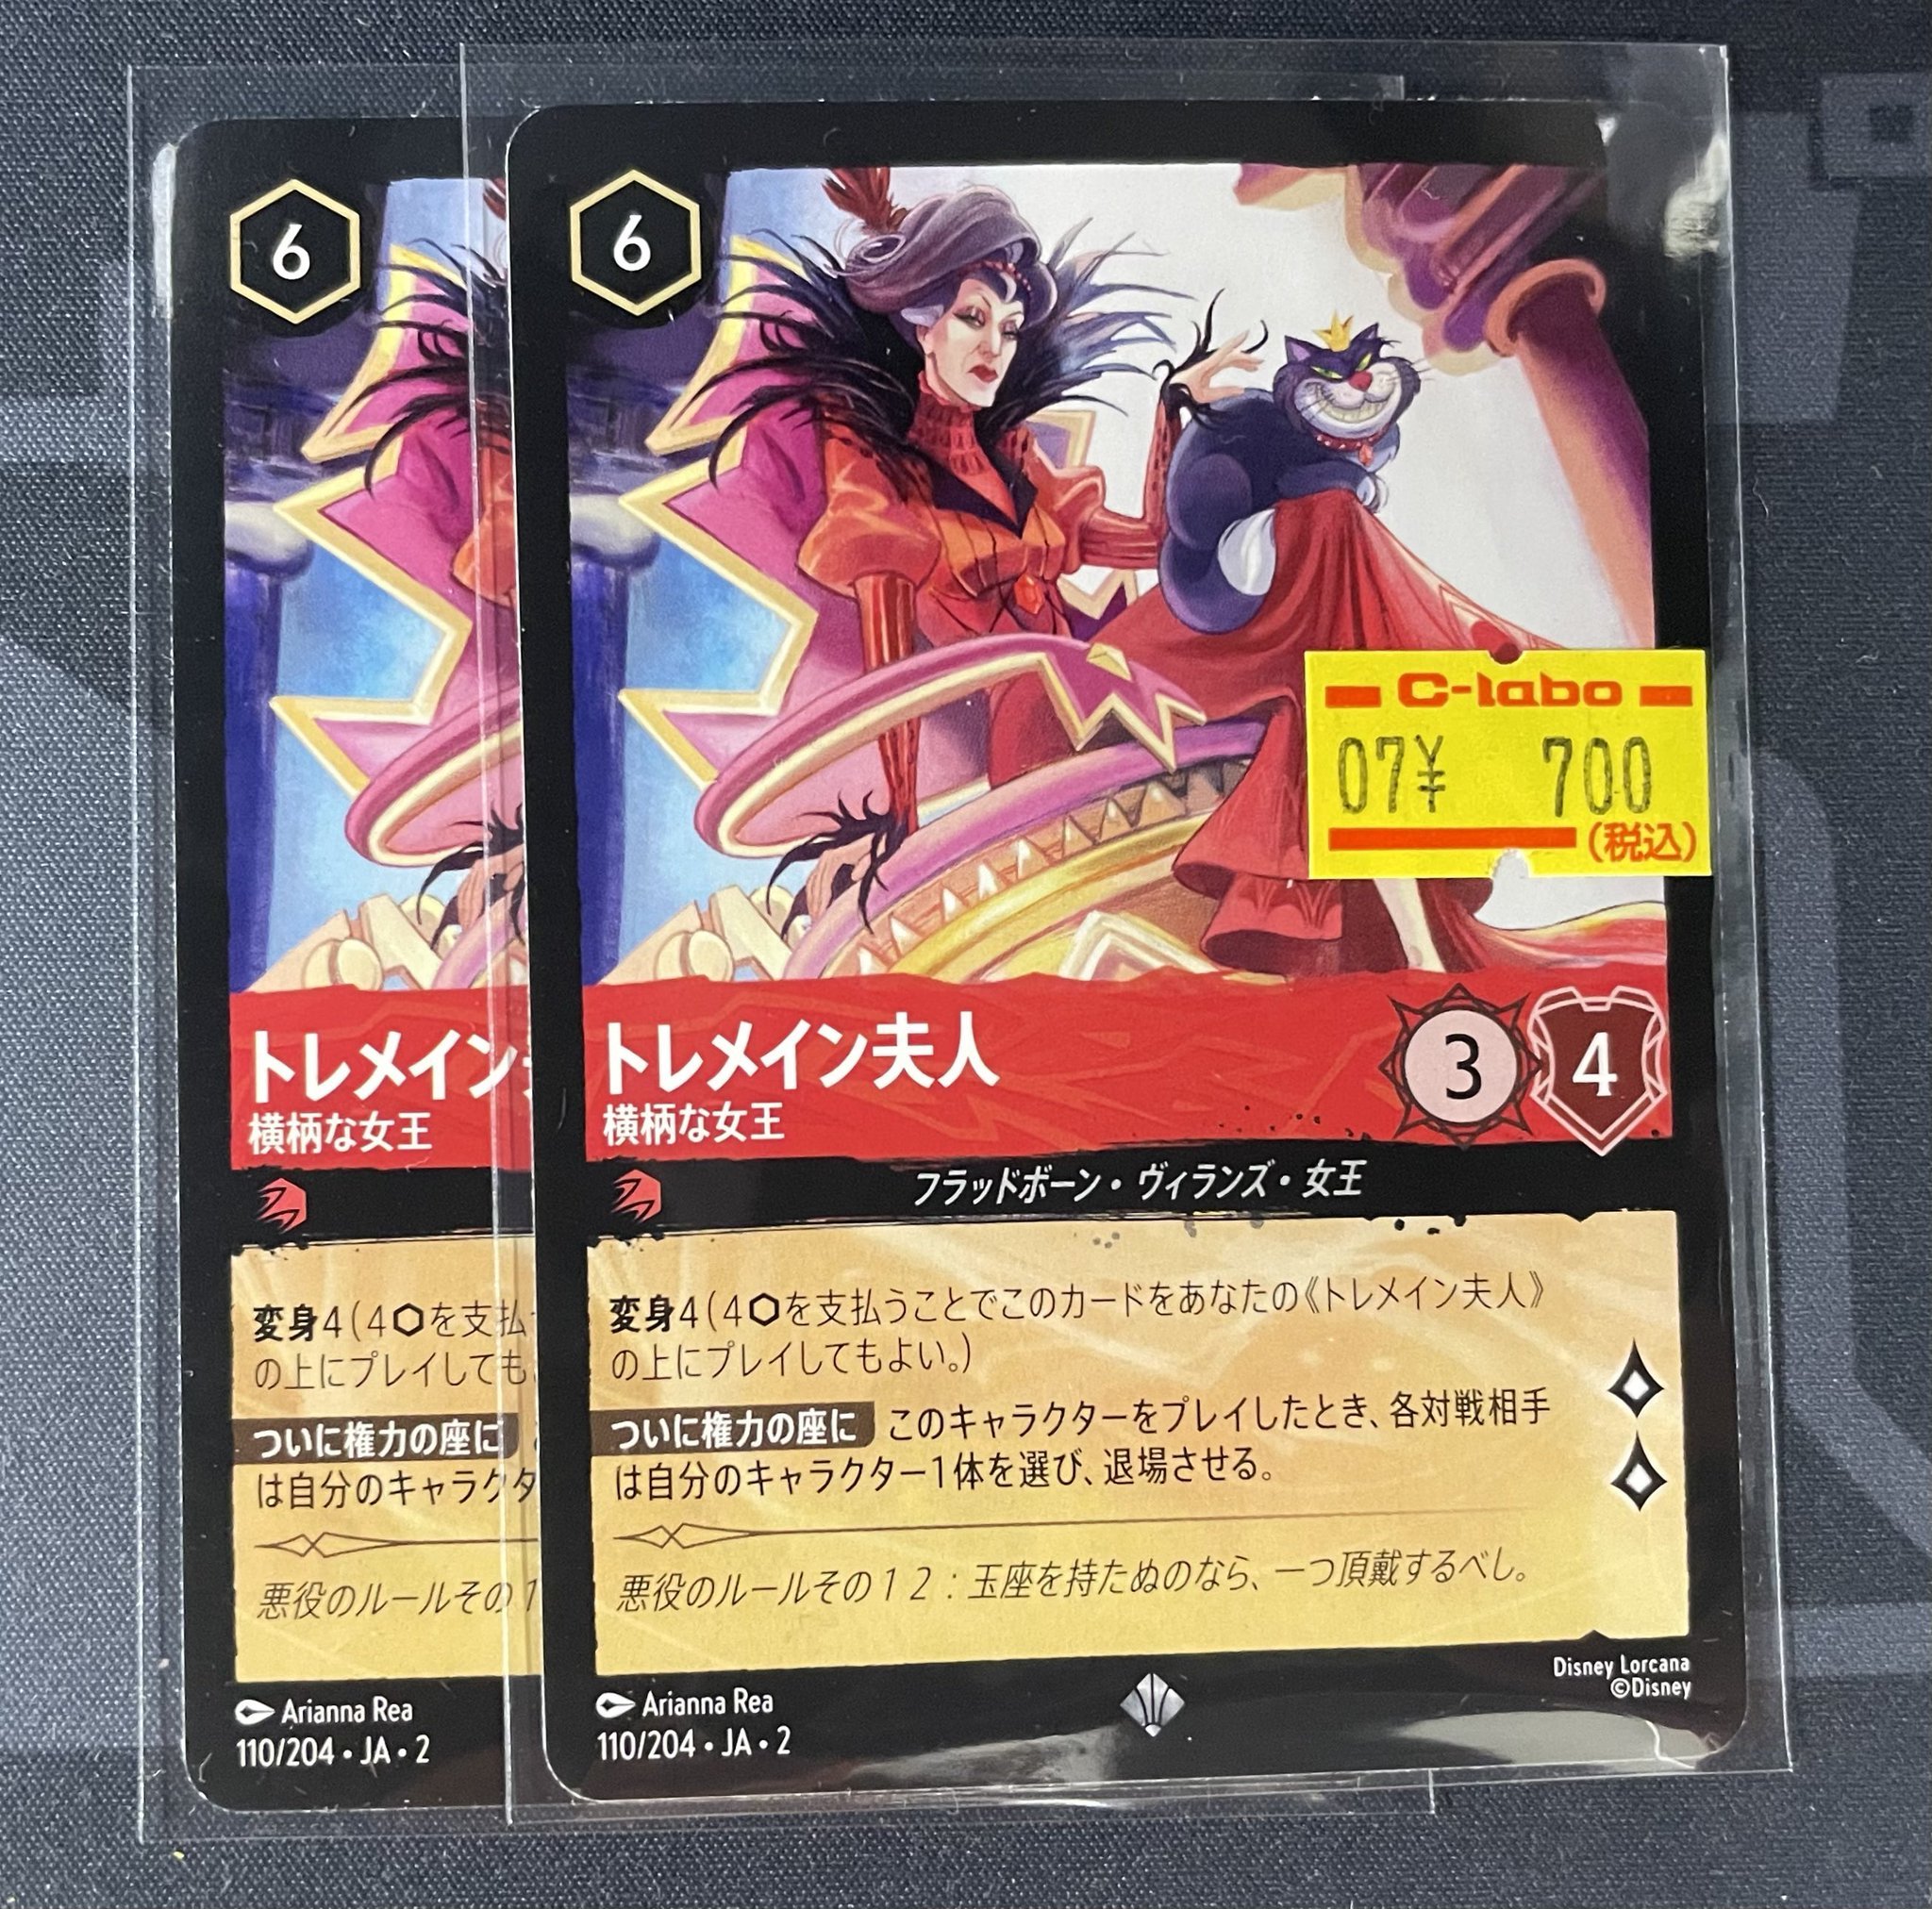 6
トレメイン
横柄な女王
変身4(4⬡を支払
の上にプレイしても
ついに権力の座に
は自分のキャラクタ
悪役のルールその1
Arianna Rea
110/204・JA・2
6
C-labo
07¥ 700
(税込)
トレメイン夫人
3 4
横柄な女王
フラッドボーン・ヴィランズ・女王
変身4(4⬡を支払うことでこのカードをあなたの《トレメイン夫人》
の上にプレイしてもよい。)
ついに権力の座に このキャラクターをプレイしたとき、各対戦相手
は自分のキャラクター1体を選び、退場させる。
悪役のルールその12:玉座を持たぬのなら、一つ頂戴するべし。
Disney Lorcana
©Disney
Arianna Rea
110/204・JA・2